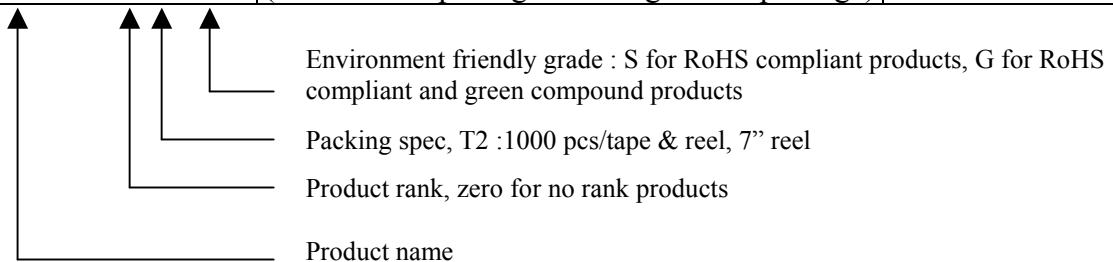 Environment friendly grade : S for RoHS compliant products, G for RoHS
compliant and green compound products
Packing spec, T2 :1000 pcs/tape & reel, 7” reel
Product rank, zero for no rank products
Product name